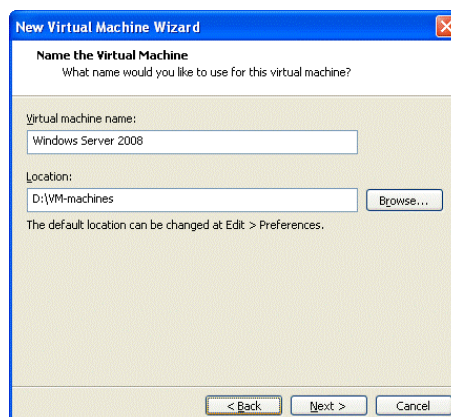 New Virtual Machine Wizard
Name the Virtual Machine
What name would you like to use for this virtual machine?
Virtual machine name:
Windows Server 2008
Location:
D:\VM-machines
Browse...
The default location can be changed at Edit > Preferences.
< Back
Next >
Cancel